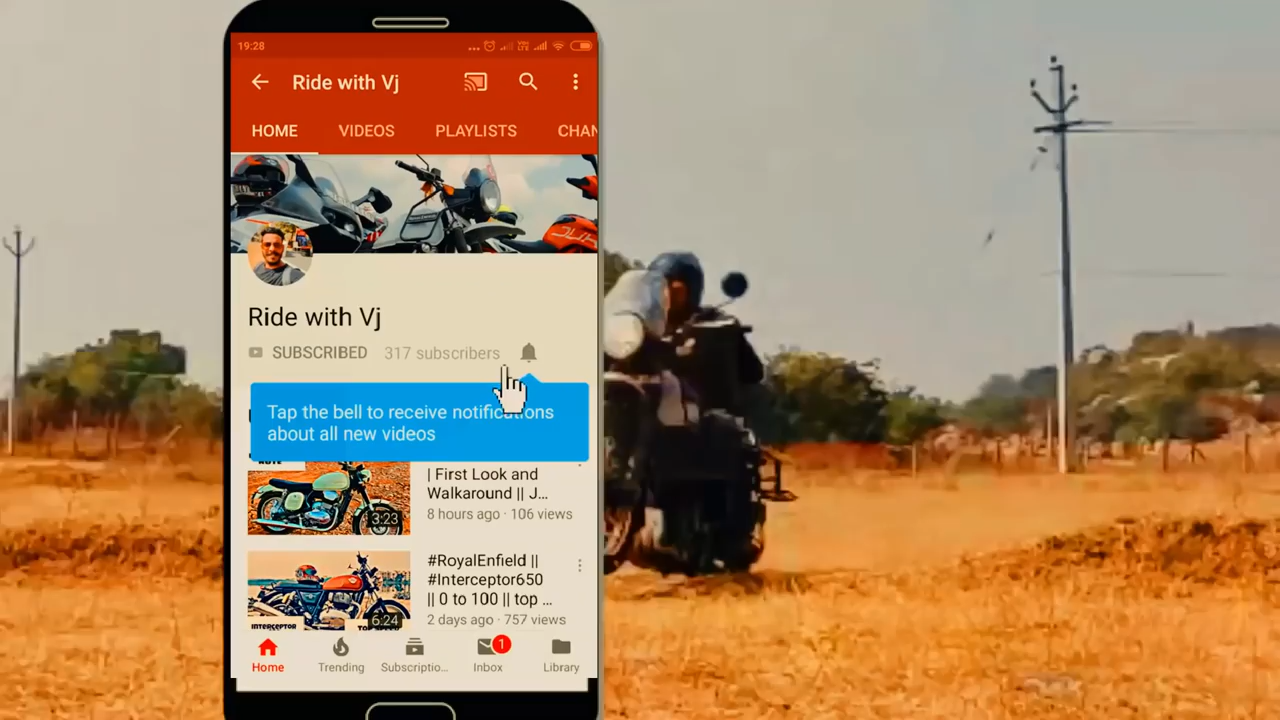 19:28
Ride with Vj
HOME VIDEOS PLAYLISTS CHAN
Ride with Vj
SUBSCRIBED 317 subscribers
Tap the bell to receive notifications
about all new videos
| First Look and
Walkaround || J...
8 hours ago · 106 views
3:23
#RoyalEnfield ||
#Interceptor650
|| 0 to 100 || top ...
2 days ago · 757 views
6:24
INTERCEPTOR
1
Home Trending Subscriptio... Inbox Library